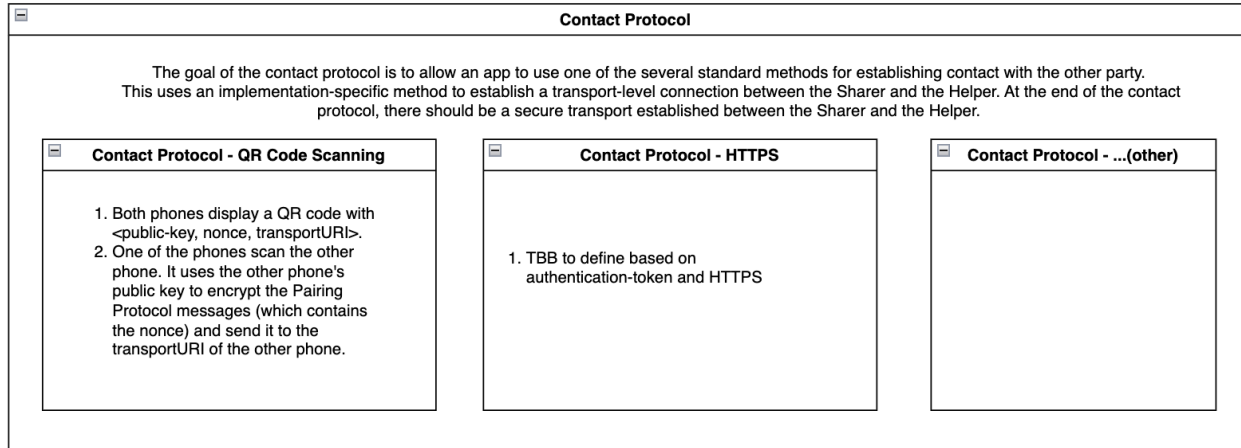 Contact Protocol
The goal of the contact protocol is to allow an app to use one of the several standard methods for establishing contact with the other party.
This uses an implementation-specific method to establish a transport-level connection between the Sharer and the Helper. At the end of the contact
protocol, there should be a secure transport established between the Sharer and the Helper.
Contact Protocol - QR Code Scanning
1. Both phones display a QR code with
<public-key, nonce, transportURI>.
2. One of the phones scan the other
phone. It uses the other phone's
public key to encrypt the Pairing
Protocol messages (which contains
the nonce) and send it to the
transportURI of the other phone.
Contact Protocol - HTTPS
1. TBB to define based on
authentication-token and HTTPS
Contact Protocol - ...(other)